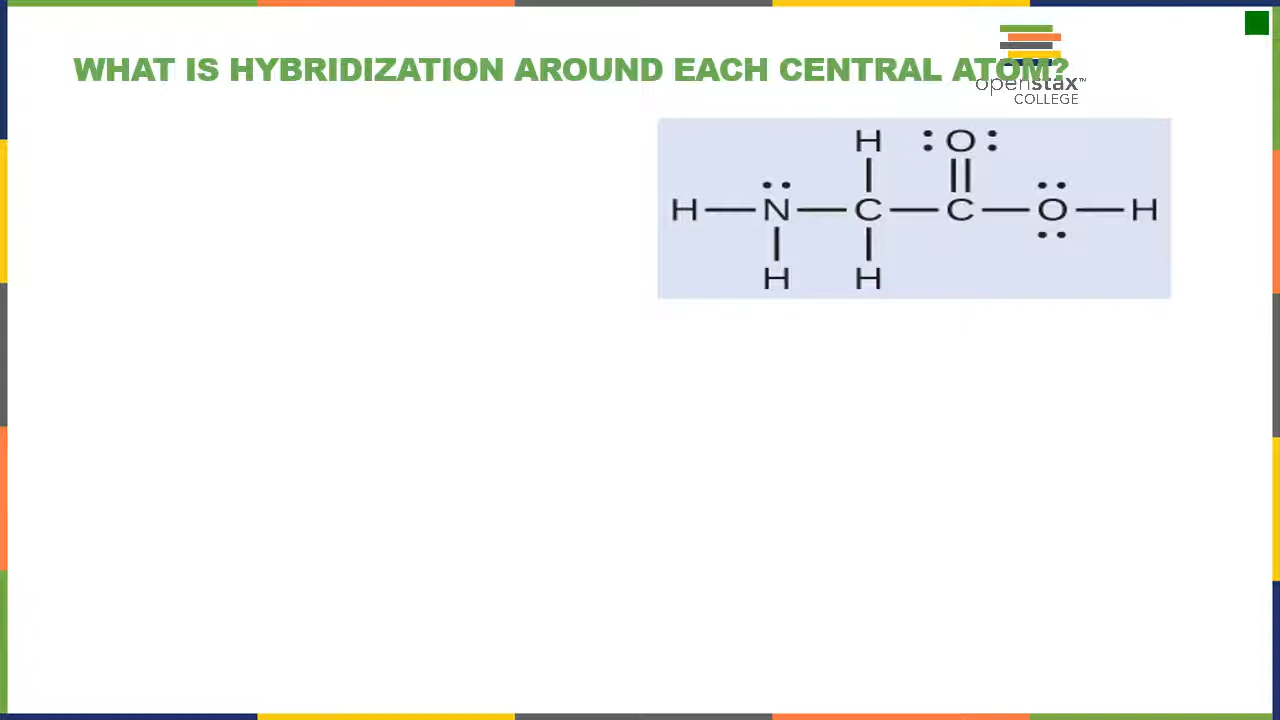 WHAT IS HYBRIDIZATION AROUND EACH CENTRAL ATOM?
openstax™
COLLEGE
H :O:
H N C C O H
H H